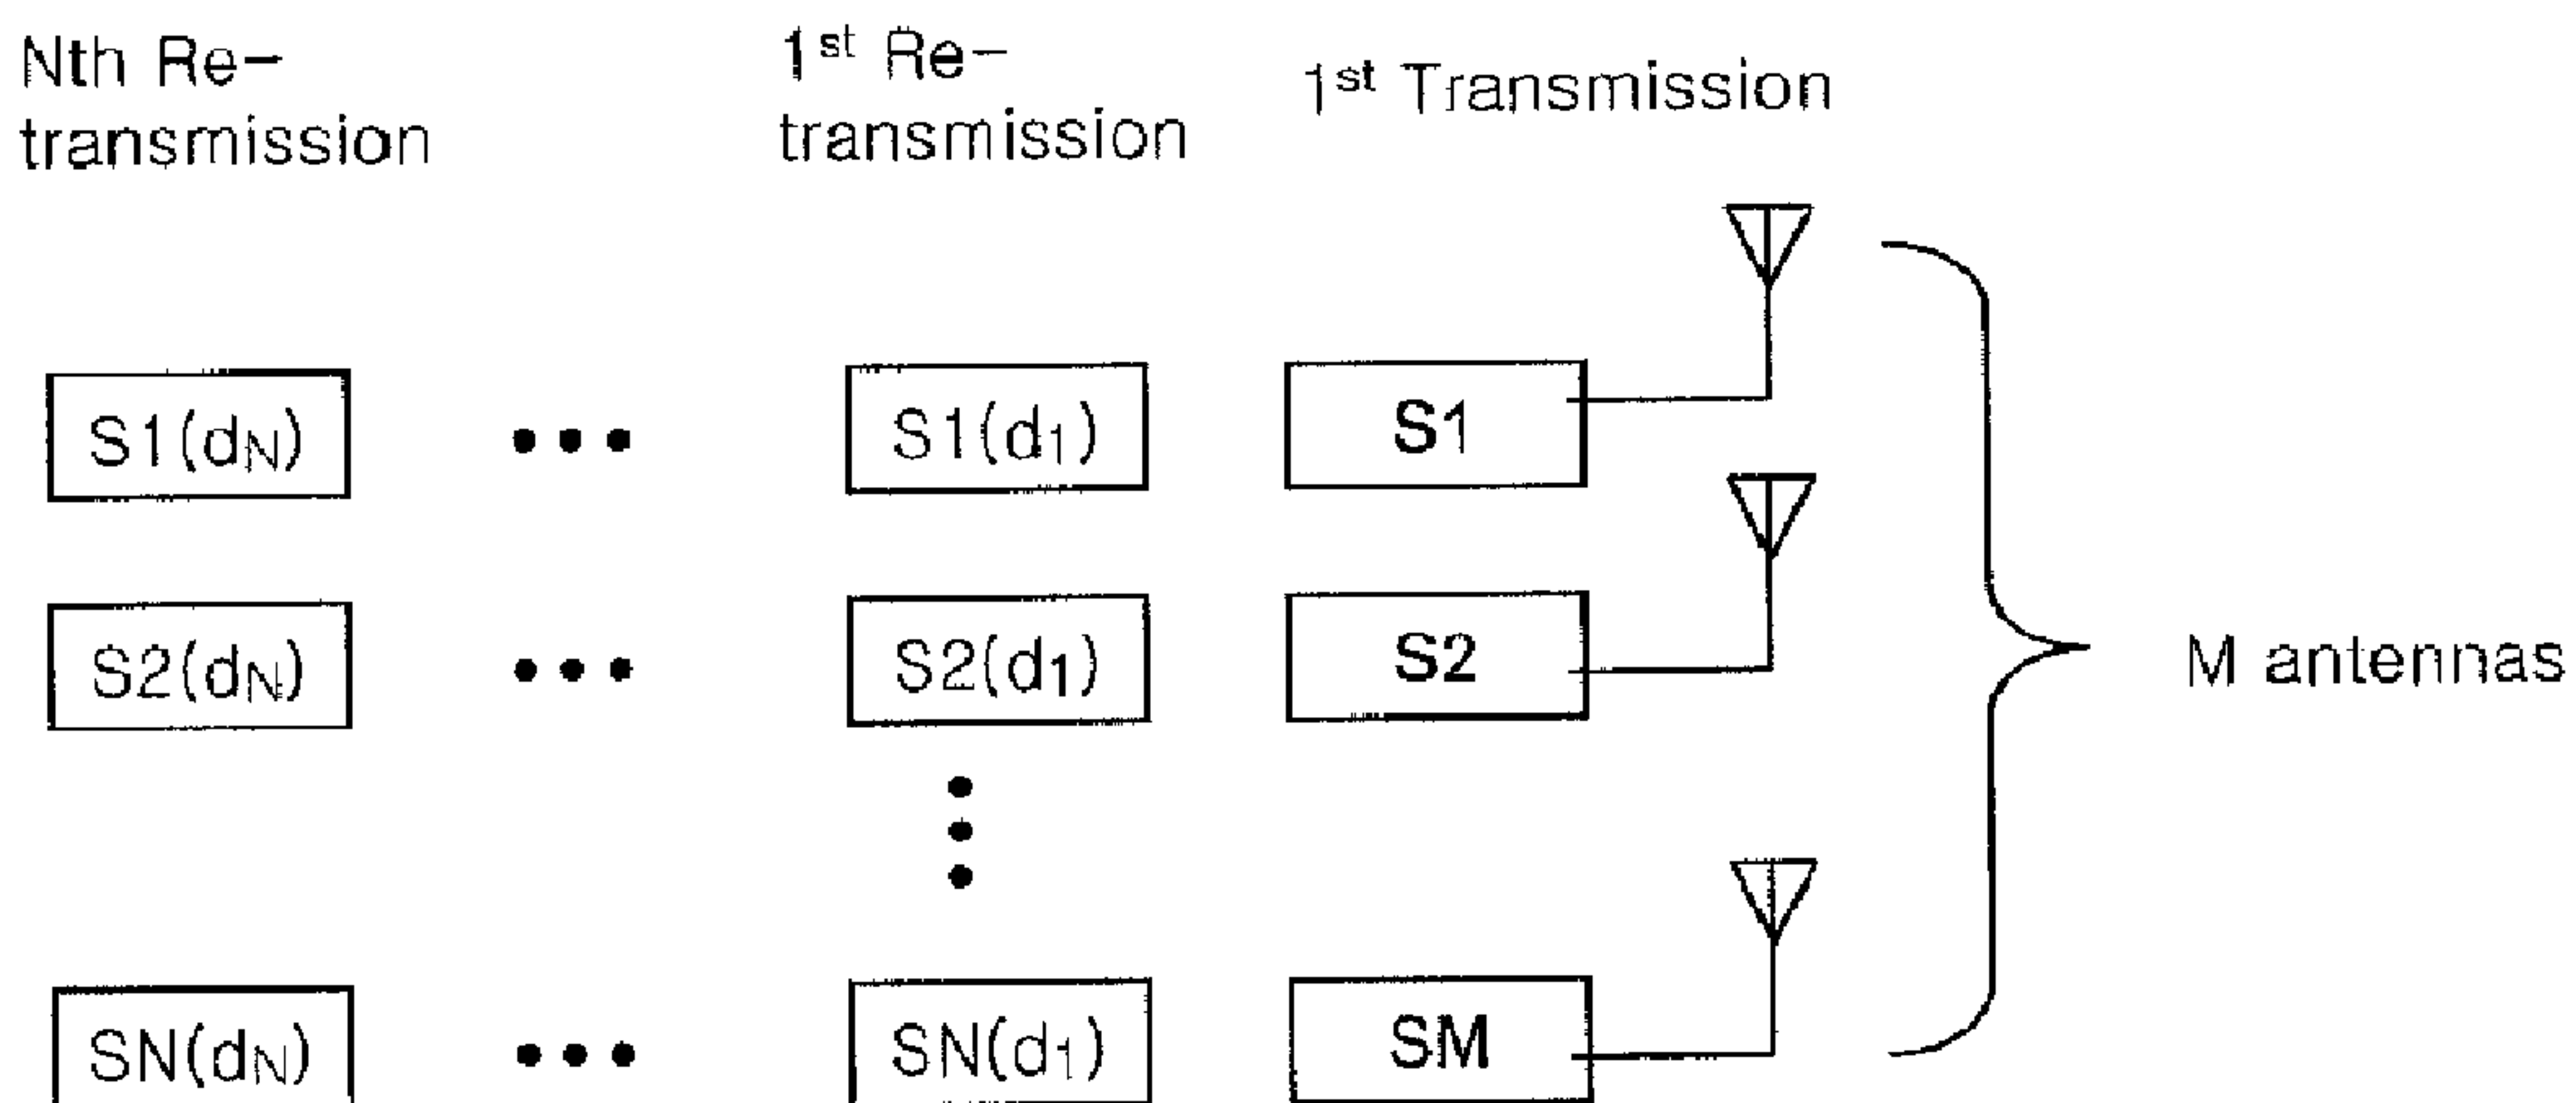 Nth Re-
transmission
1st Re-
transmission
1st Transmission
S1(dN)
S1(d1)
S1
S2(dN)
S2(d1)
S2
M antennas
SN(dN)
SN(d1)
SM